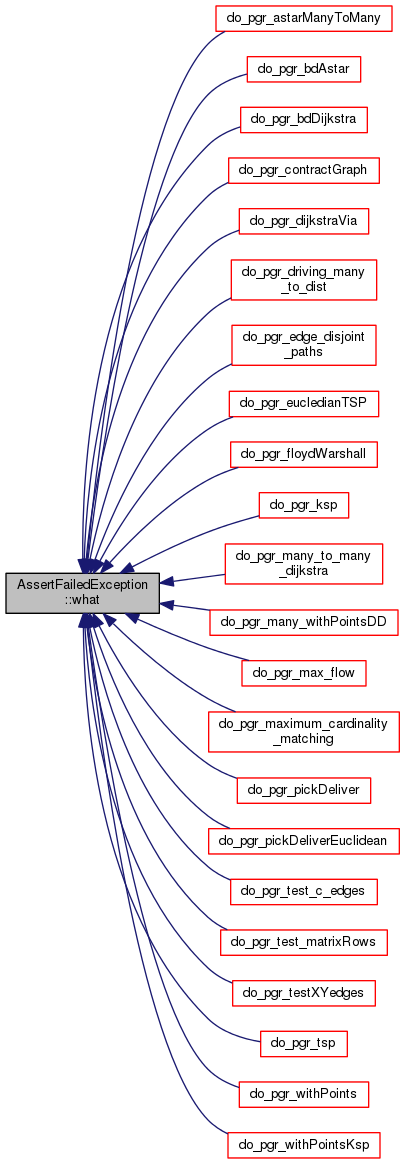 do_pgr_astarManyToMany
do_pgr_bdAstar
do_pgr_bdDijkstra
do_pgr_contractGraph
do_pgr_dijkstraVia
do_pgr_driving_many
_to_dist
do_pgr_edge_disjoint
_paths
do_pgr_eucledianTSP
do_pgr_floydWarshall
do_pgr_ksp
do_pgr_many_to_many
_dijkstra
AssertFailedException
::what
do_pgr_many_withPointsDD
do_pgr_max_flow
do_pgr_maximum_cardinality
_matching
do_pgr_pickDeliver
do_pgr_pickDeliverEuclidean
do_pgr_test_c_edges
do_pgr_test_matrixRows
do_pgr_testXYedges
do_pgr_tsp
do_pgr_withPoints
do_pgr_withPointsKsp